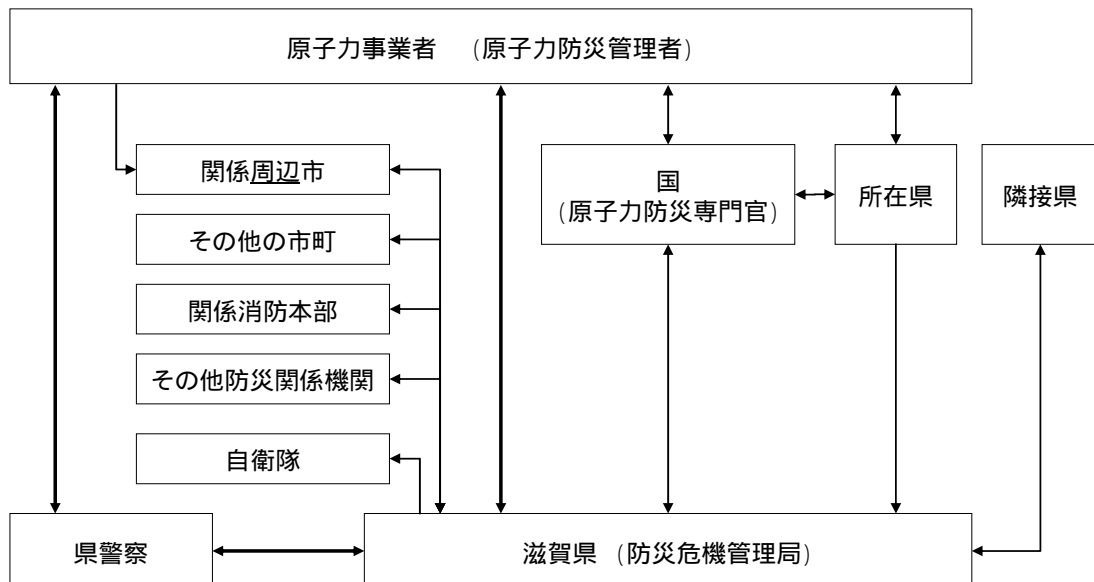 原子力事業者 (原子力防災管理者)
関係周辺市
国
(原子力防災専門官)
所在県
隣接県
その他の市町
関係消防本部
その他防災関係機関
自衛隊
県警察
滋賀県 (防災危機管理局)